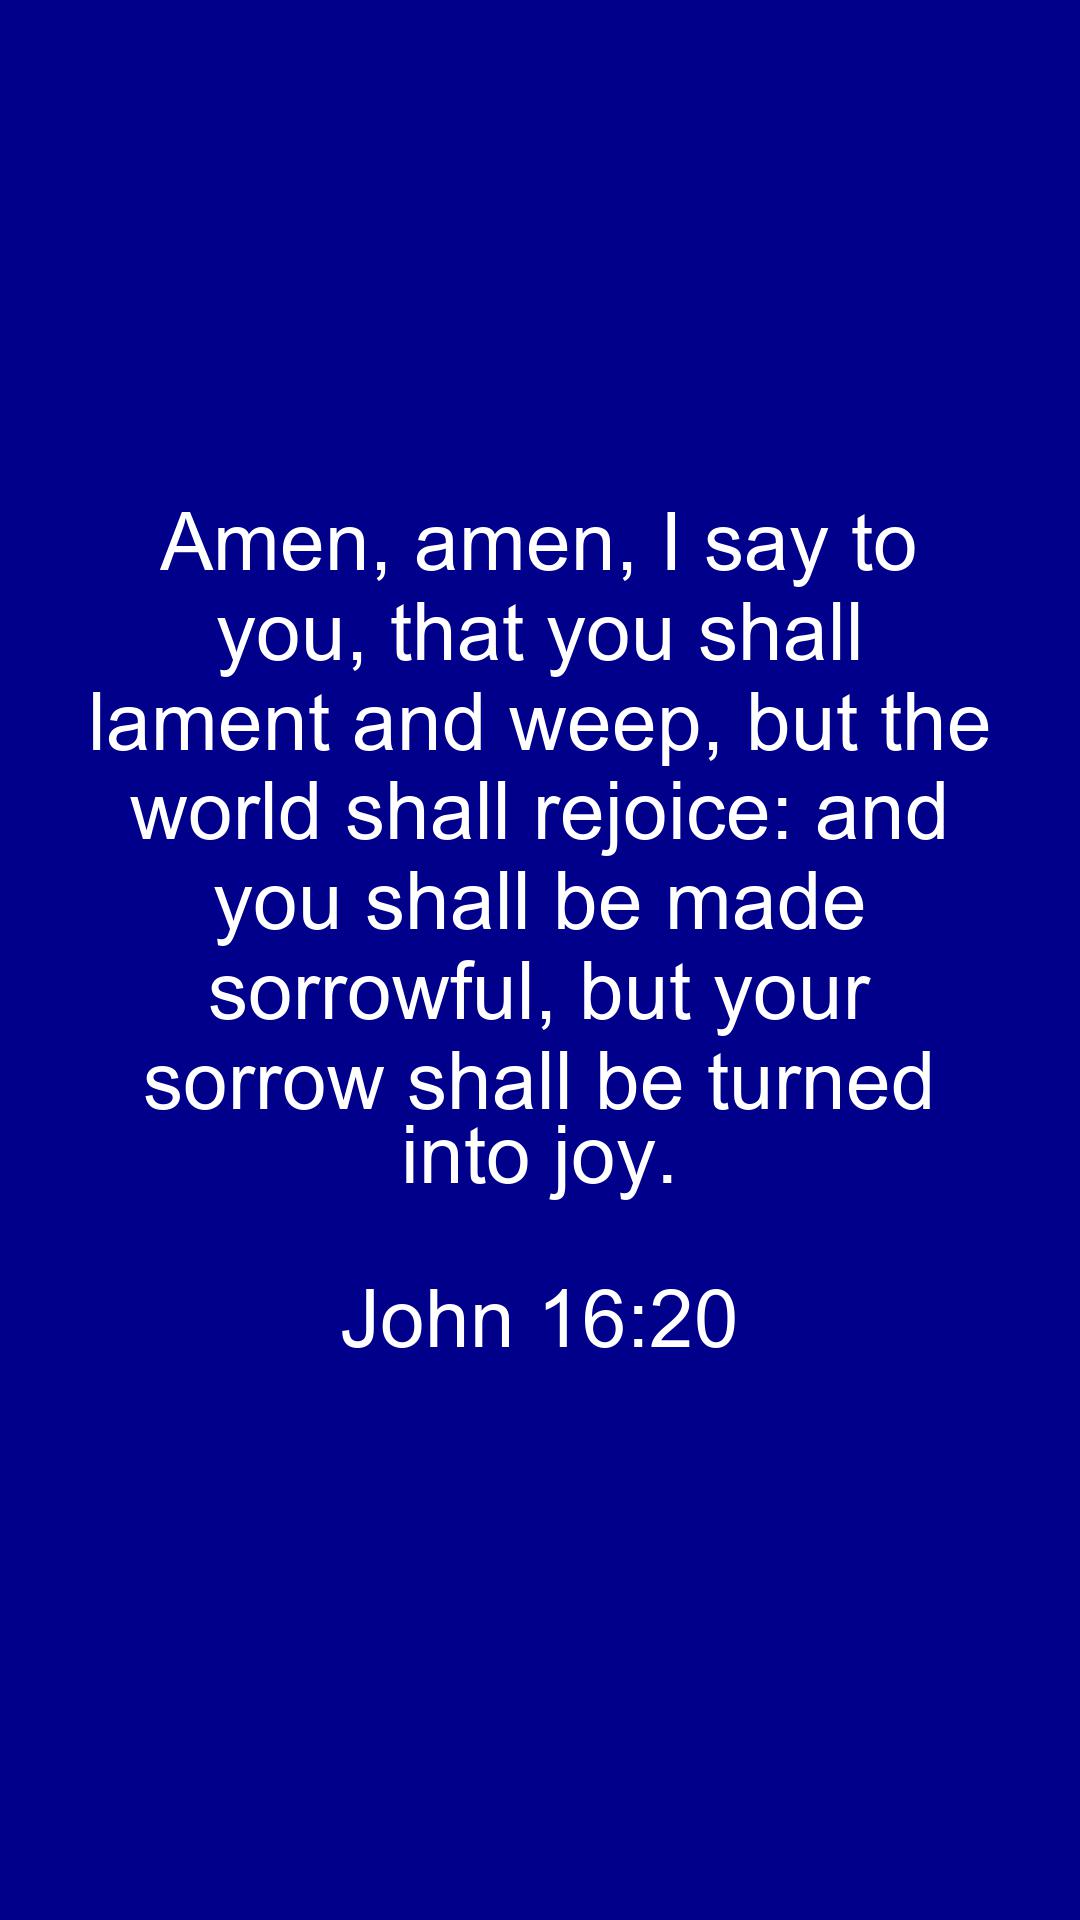 Amen, amen, I say to
you, that you shall
lament and weep, but the
world shall rejoice: and
you shall be made
sorrowful, but your
sorrow shall be turned
into joy.
John 16:20